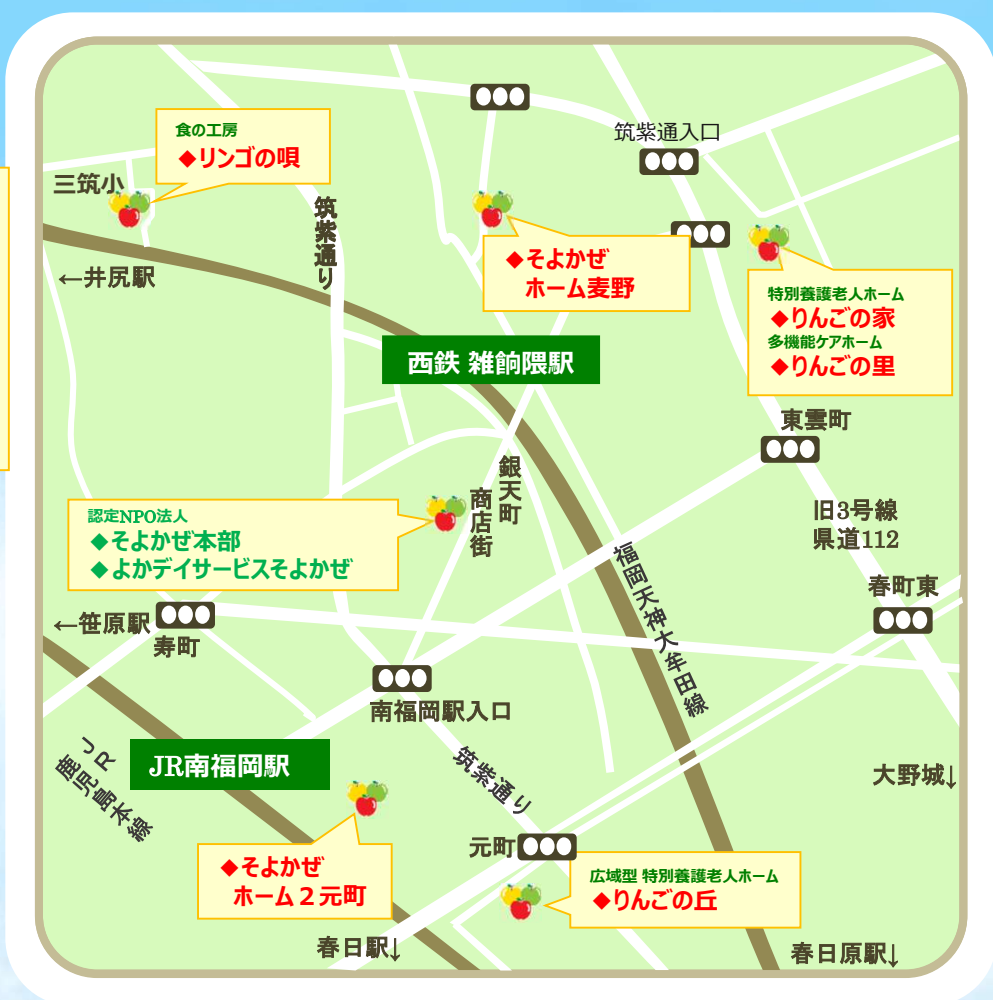 筑紫通入口
食の工房
◆リンゴの唄
三筑小
筑紫通り
←井尻駅
◆そよかぜ
ホーム麦野
特別養護老人ホーム
◆りんごの家
多機能ケアホーム
◆りんごの里
西鉄 雑餉隈駅
東雲町
銀天町
商店街
旧3号線
県道112
認定NPO法人
◆そよかぜ本部
◆よかデイサービスそよかぜ
福岡天神大牟田線
春町東
←笹原駅
寿町
南福岡駅入口
JR鹿児島本線
JR南福岡駅
筑紫通り
大野城↓
元町
◆そよかぜ
ホーム２元町
広域型 特別養護老人ホーム
◆りんごの丘
春日駅↓
春日原駅↓